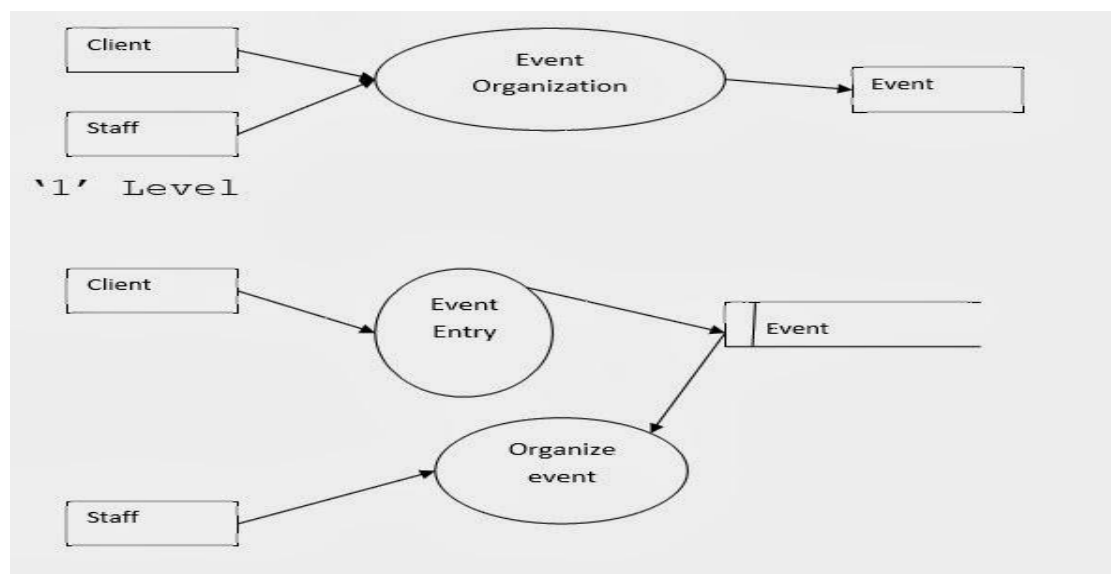 Client
Event
Organization
Event
Staff
‘1’ Level
Client
Event
Entry
Event
Organize
event
Staff